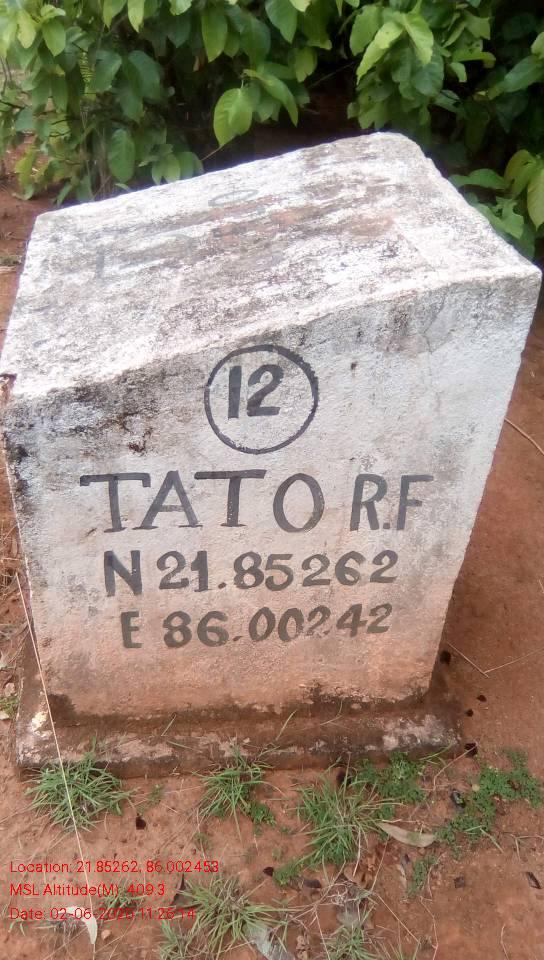 12
TATO R.F
N 21.85262
E 86.00242
Location: 21.85262, 86.002453
MSL Altitude(M): 409.3
Date: 02-06-2020 11:26:14